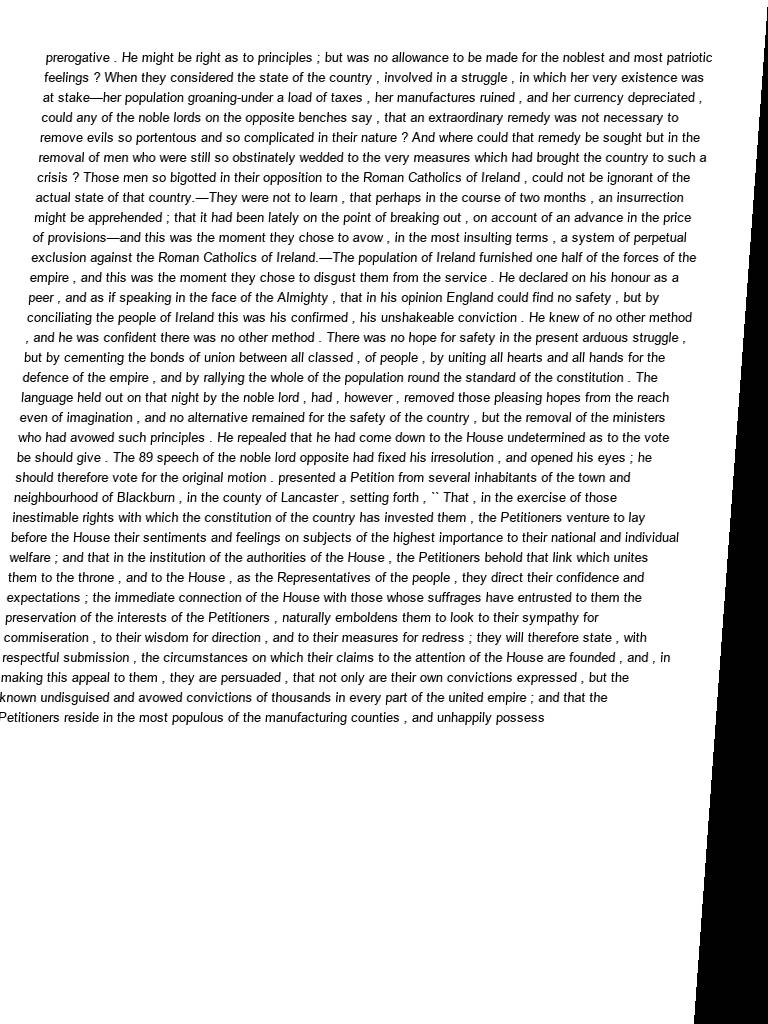 prerogative . He might be right as to principles ; but was no allowance to be made for the noblest and most patriotic
feelings ? When they considered the state of the country , involved in a struggle , in which her very existence was
at stake—her population groaning-under a load of taxes , her manufactures ruined , and her currency depreciated ,
could any of the noble lords on the opposite benches say , that an extraordinary remedy was not necessary to
remove evils so portentous and so complicated in their nature ? And where could that remedy be sought but in the
removal of men who were still so obstinately wedded to the very measures which had brought the country to such a
crisis ? Those men so bigotted in their opposition to the Roman Catholics of Ireland , could not be ignorant of the
actual state of that country.—They were not to learn , that perhaps in the course of two months , an insurrection
might be apprehended ; that it had been lately on the point of breaking out , on account of an advance in the price
of provisions—and this was the moment they chose to avow , in the most insulting terms , a system of perpetual
exclusion against the Roman Catholics of Ireland.—The population of Ireland furnished one half of the forces of the
empire , and this was the moment they chose to disgust them from the service . He declared on his honour as a
peer , and as if speaking in the face of the Almighty , that in his opinion England could find no safety , but by
conciliating the people of Ireland this was his confirmed , his unshakeable conviction . He knew of no other method
, and he was confident there was no other method . There was no hope for safety in the present arduous struggle ,
but by cementing the bonds of union between all classed , of people , by uniting all hearts and all hands for the
defence of the empire , and by rallying the whole of the population round the standard of the constitution . The
language held out on that night by the noble lord , had , however , removed those pleasing hopes from the reach
even of imagination , and no alternative remained for the safety of the country , but the removal of the ministers
who had avowed such principles . He repealed that he had come down to the House undetermined as to the vote
be should give . The 89 speech of the noble lord opposite had fixed his irresolution , and opened his eyes ; he
should therefore vote for the original motion . presented a Petition from several inhabitants of the town and
neighbourhood of Blackburn , in the county of Lancaster , setting forth , `` That , in the exercise of those
inestimable rights with which the constitution of the country has invested them , the Petitioners venture to lay
before the House their sentiments and feelings on subjects of the highest importance to their national and individual
welfare ; and that in the institution of the authorities of the House , the Petitioners behold that link which unites
them to the throne , and to the House , as the Representatives of the people , they direct their confidence and
expectations ; the immediate connection of the House with those whose suffrages have entrusted to them the
preservation of the interests of the Petitioners , naturally emboldens them to look to their sympathy for
commiseration , to their wisdom for direction , and to their measures for redress ; they will therefore state , with
respectful submission , the circumstances on which their claims to the attention of the House are founded , and , in
making this appeal to them , they are persuaded , that not only are their own convictions expressed , but the
known undisguised and avowed convictions of thousands in every part of the united empire ; and that the
Petitioners reside in the most populous of the manufacturing counties , and unhappily possess